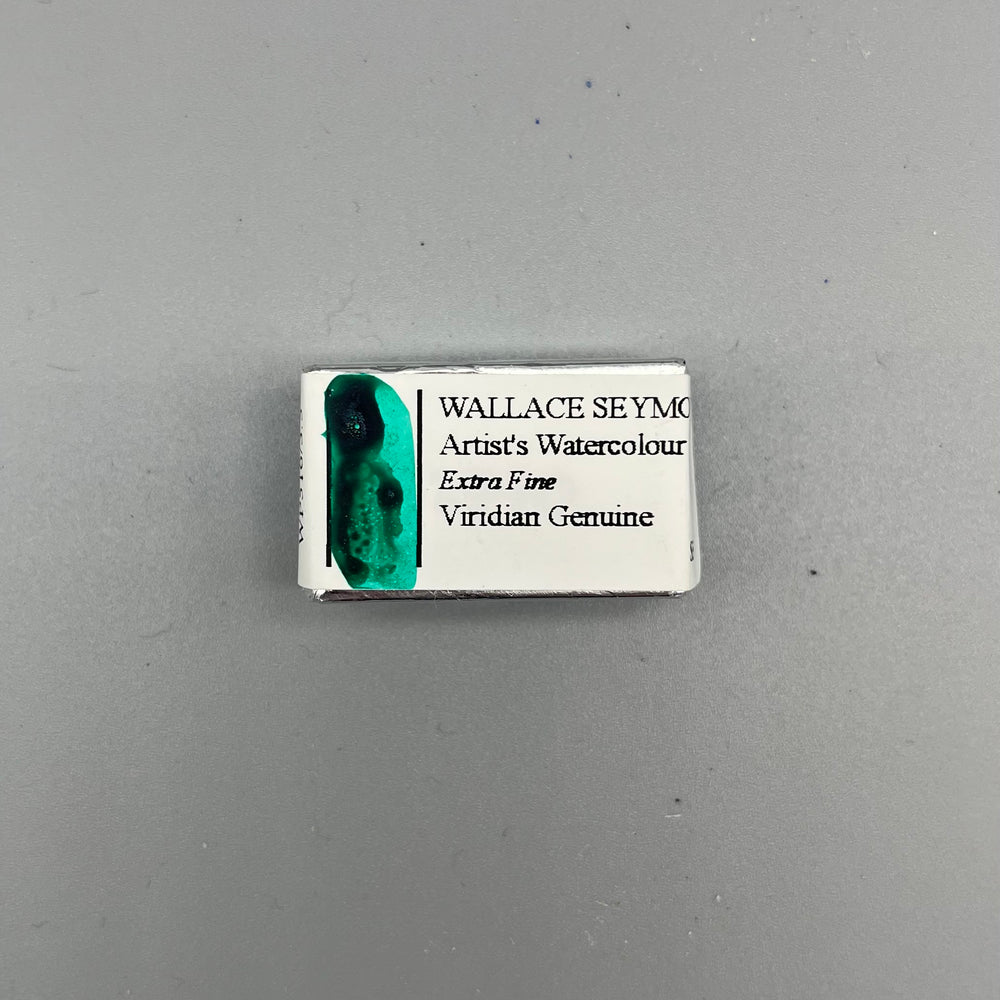 WALLACE SEYMO
Artist's Watercolour
Extra Fine
Viridian Genuine